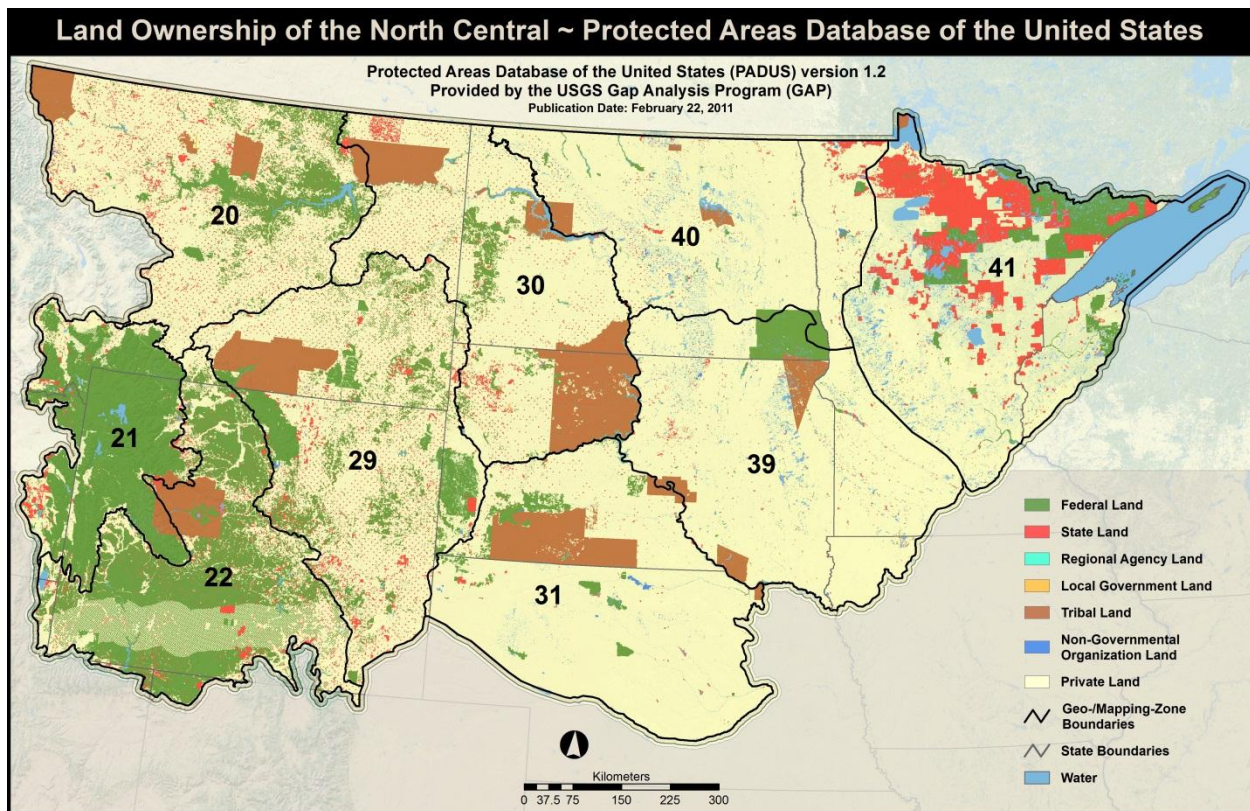 Land Ownership of the North Central ~ Protected Areas Database of the United States
Protected Areas Database of the United States (PADUS) version 1.2
Provided by the USGS Gap Analysis Program (GAP)
Publication Date: February 22, 2011
20
40
41
30
21
29
39
22
31
Federal Land
State Land
Regional Agency Land
Local Government Land
Tribal Land
Non-Governmental
Organization Land
Private Land
Geo-/Mapping-Zone
Boundaries
State Boundaries
Water
Kilometers
0 37.5 75 150 225 300